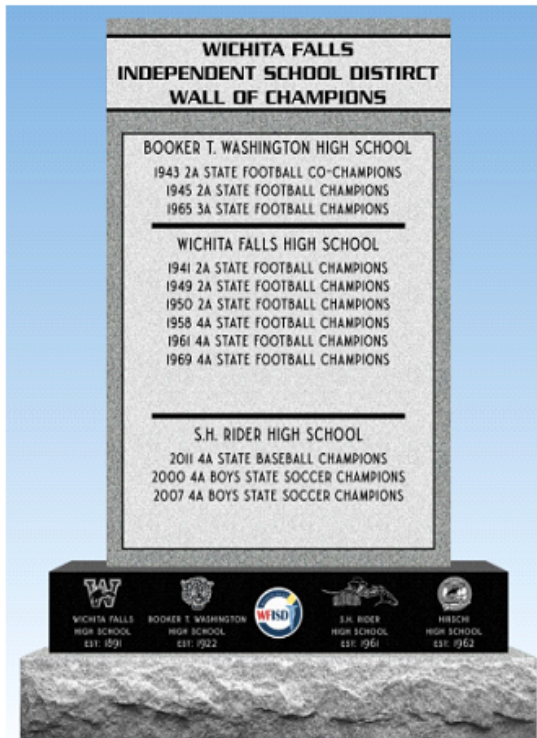 WICHITA FALLS
INDEPENDENT SCHOOL DISTIRCT
WALL OF CHAMPIONS
BOOKER T. WASHINGTON HIGH SCHOOL
1943 2A STATE FOOTBALL CO-CHAMPIONS
1945 2A STATE FOOTBALL CHAMPIONS
1965 3A STATE FOOTBALL CHAMPIONS
WICHITA FALLS HIGH SCHOOL
1941 2A STATE FOOTBALL CHAMPIONS
1949 2A STATE FOOTBALL CHAMPIONS
1950 2A STATE FOOTBALL CHAMPIONS
1958 4A STATE FOOTBALL CHAMPIONS
1961 4A STATE FOOTBALL CHAMPIONS
1969 4A STATE FOOTBALL CHAMPIONS
S.H. RIDER HIGH SCHOOL
2011 4A STATE BASEBALL CHAMPIONS
2000 4A BOYS STATE SOCCER CHAMPIONS
2007 4A BOYS STATE SOCCER CHAMPIONS
W
WICHITA FALLS
HIGH SCHOOL
EST: 1891
BOOKER T. WASHINGTON
HIGH SCHOOL
EST: 1922
WFISD
S.H. RIDER
HIGH SCHOOL
EST: 1961
HIRSCHI
HIGH SCHOOL
EST: 1962